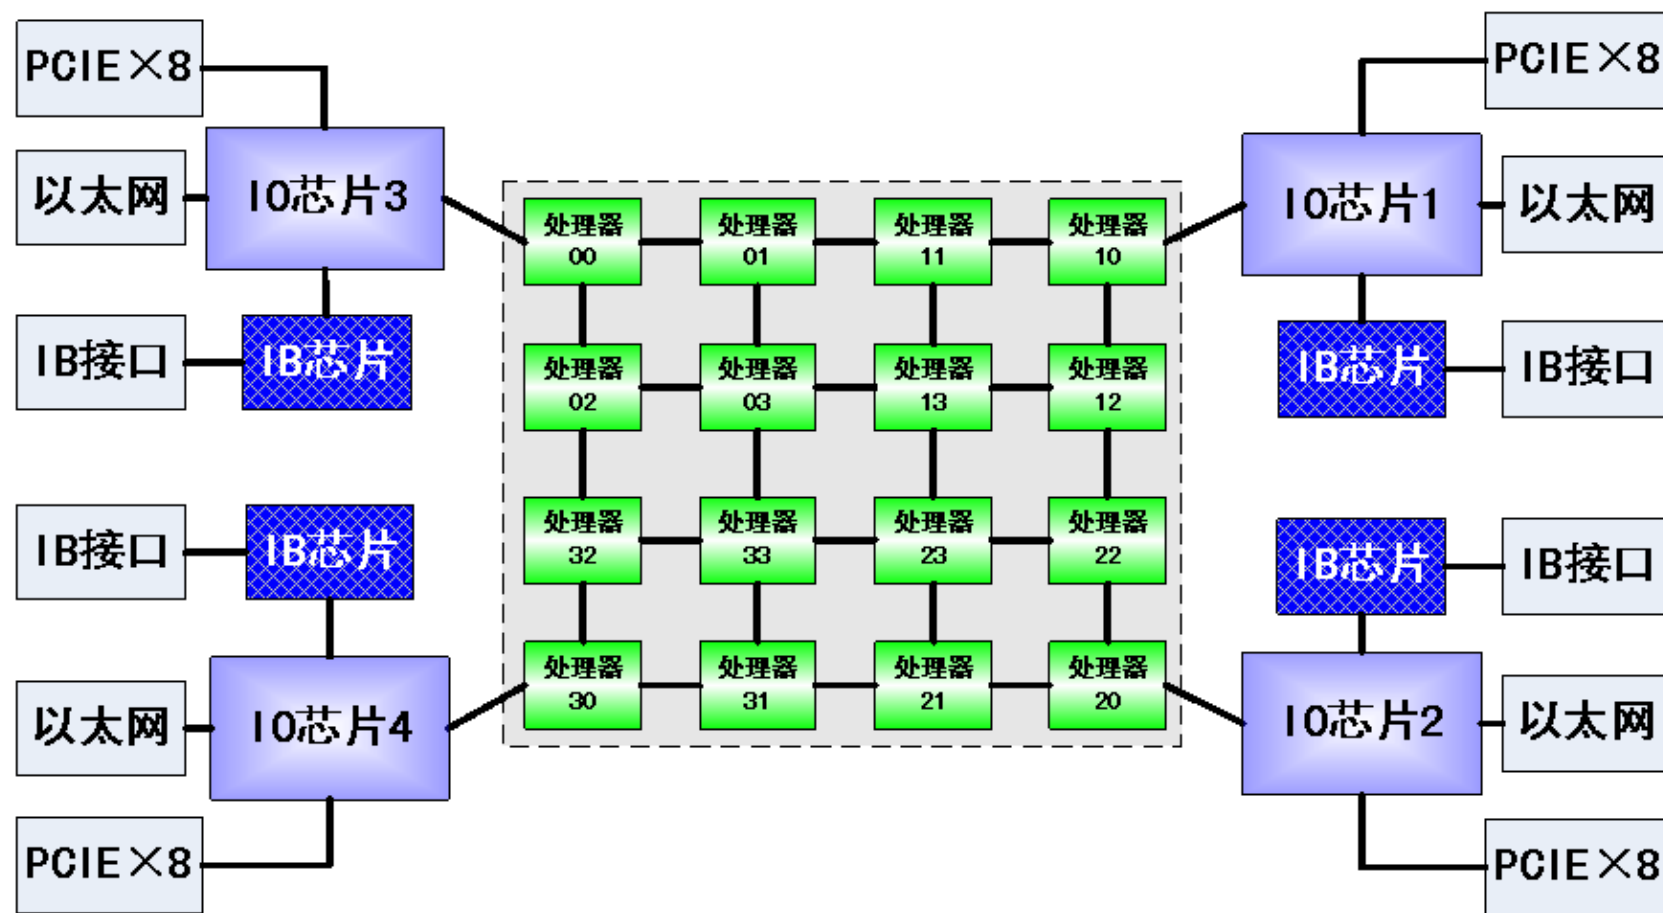 PCIE×8
PCIE×8
以太网
IO芯片3
IO芯片1
以太网
处理器
00
处理器
01
处理器
11
处理器
10
IB接口
IB芯片
IB芯片
IB接口
处理器
02
处理器
03
处理器
13
处理器
12
IB接口
IB芯片
IB芯片
IB接口
处理器
32
处理器
33
处理器
23
处理器
22
以太网
IO芯片4
IO芯片2
以太网
处理器
30
处理器
31
处理器
21
处理器
20
PCIE×8
PCIE×8